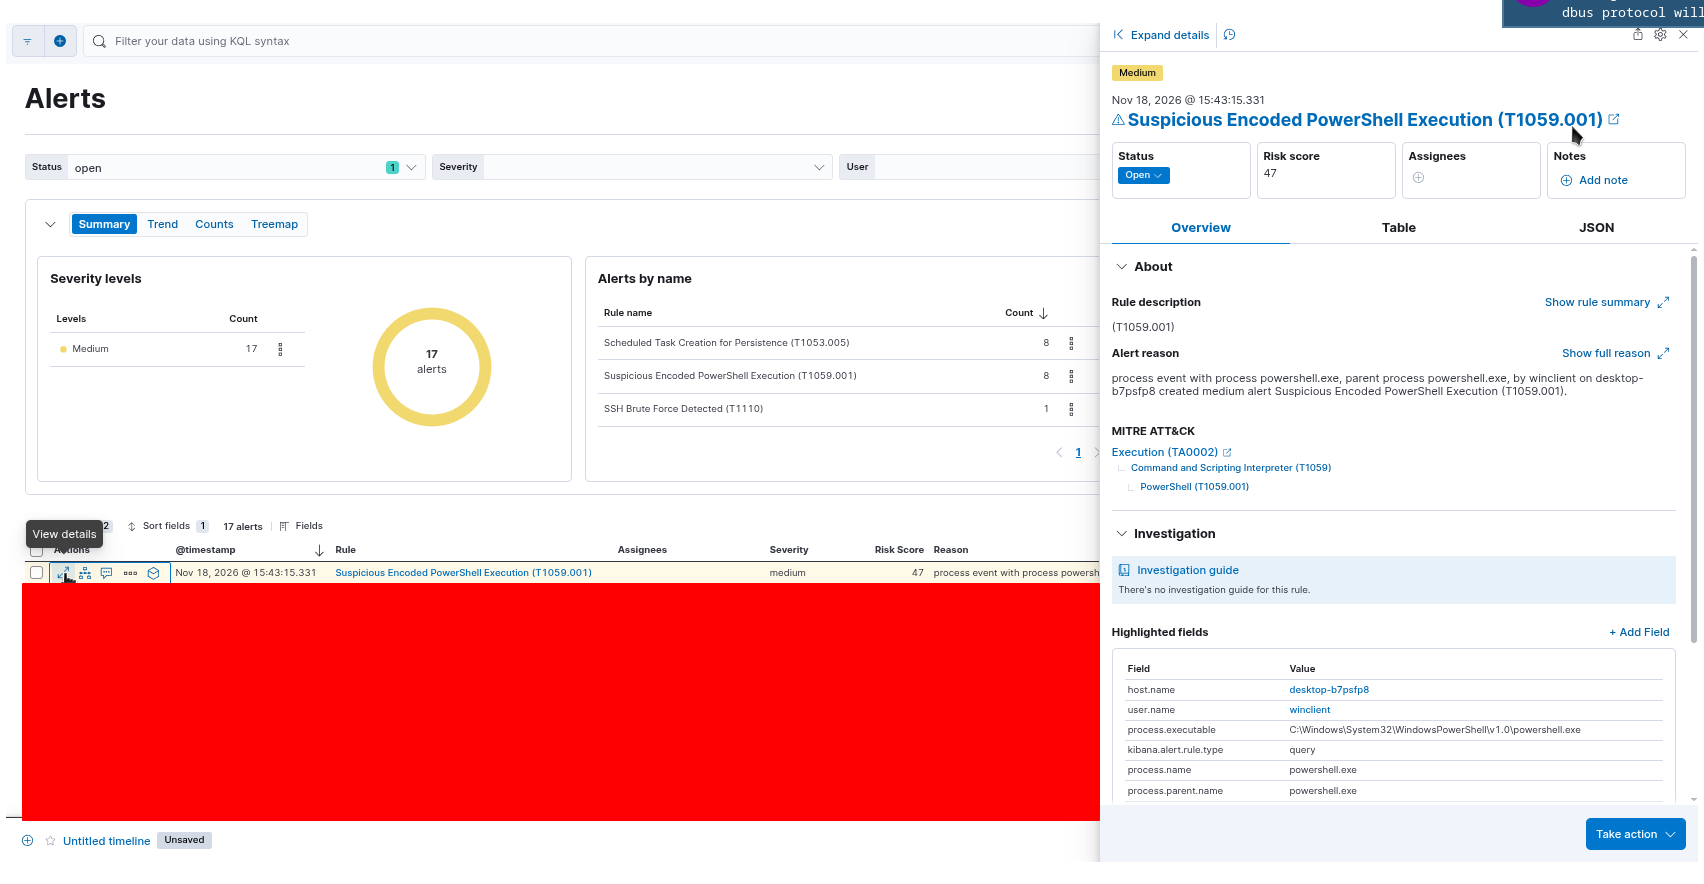 dbus protocol will
Filter your data using KQL syntax
Expand details
Alerts
Medium
Nov 18, 2026 @ 15:43:15.331
Suspicious Encoded PowerShell Execution (T1059.001)
Status open 1
Severity
User
Status
Open
Risk score
47
Assignees
Notes
Add note
Summary Trend Counts Treemap
Overview Table JSON
Severity levels
Levels Count
Medium 17
17
alerts
Alerts by name
Rule name Count
Scheduled Task Creation for Persistence (T1053.005) 8
Suspicious Encoded PowerShell Execution (T1059.001) 8
SSH Brute Force Detected (T1110) 1
1
About
Rule description Show rule summary
(T1059.001)
Alert reason Show full reason
process event with process powershell.exe, parent process powershell.exe, by winclient on desktop-
b7psfp8 created medium alert Suspicious Encoded PowerShell Execution (T1059.001).
MITRE ATT&CK
Execution (TA0002)
Command and Scripting Interpreter (T1059)
PowerShell (T1059.001)
View details
2 Sort fields 1 17 alerts Fields
@timestamp Rule Assignees Severity Risk Score Reason
Nov 18, 2026 @ 15:43:15.331 Suspicious Encoded PowerShell Execution (T1059.001) medium 47 process event with process powersh
Investigation
Investigation guide
There's no investigation guide for this rule.
Highlighted fields + Add Field
Field Value
host.name desktop-b7psfp8
user.name winclient
process.executable C:\Windows\System32\WindowsPowerShell\v1.0\powershell.exe
kibana.alert.rule.type query
process.name powershell.exe
process.parent.name powershell.exe
Untitled timeline Unsaved
Take action